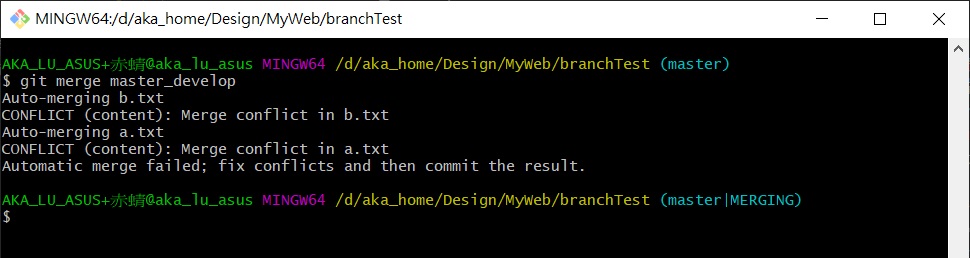 MINGW64:/d/aka_home/Design/MyWeb/branchTest
AKA_LU_ASUS+赤蜻@aka_lu_asus MINGW64 /d/aka_home/Design/MyWeb/branchTest (master)
$ git merge master_develop
Auto-merging b.txt
CONFLICT (content): Merge conflict in b.txt
Auto-merging a.txt
CONFLICT (content): Merge conflict in a.txt
Automatic merge failed; fix conflicts and then commit the result.
AKA_LU_ASUS+赤蜻@aka_lu_asus MINGW64 /d/aka_home/Design/MyWeb/branchTest (master|MERGING)
$